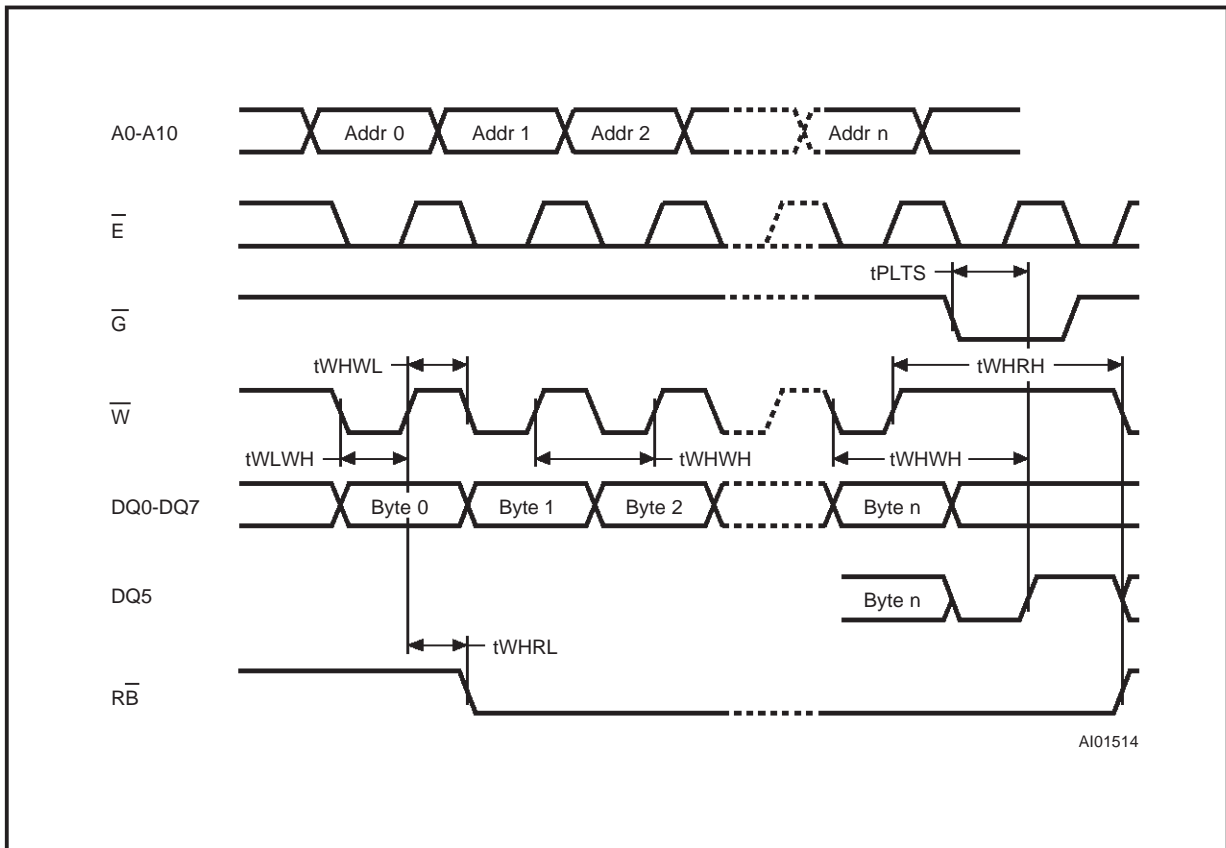 A0-A10
Addr 0
Addr 1
Addr 2
Addr n
E̅
tPLTS
G̅
tWHWL
tWHRH
W̅
tWLWH
tWHWH
tWHWH
DQ0-DQ7
Byte 0
Byte 1
Byte 2
Byte n
DQ5
Byte n
tWHRL
RB̅
AI01514